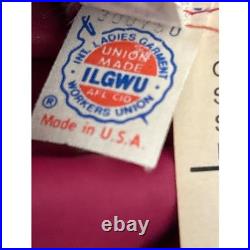 INT. LADIES GARMENT
UNION
MADE
ILGWU
AFL CIO
WORKERS UNION
®
Made in U.S.A.